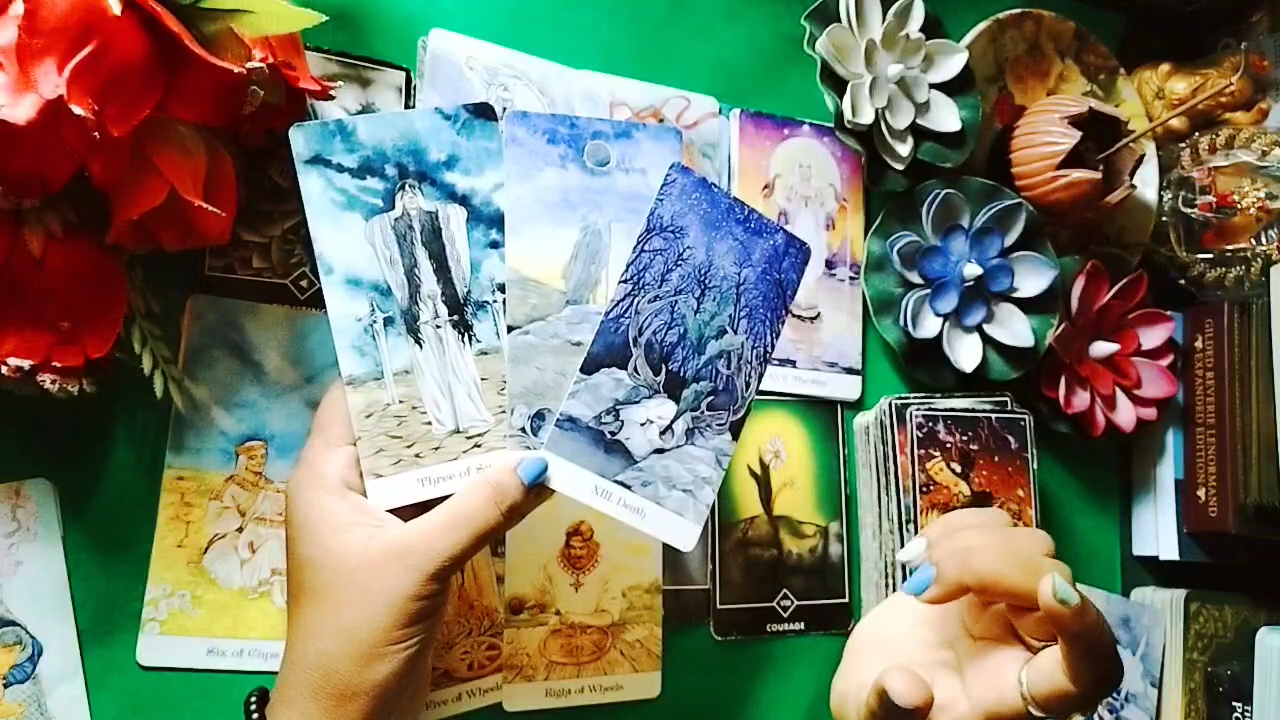 Three of
XIII. Death
Six of Cups
Five of Wheels
Eight of Wheels
VIII
COURAGE
GILDED REVERIE LENORMAND
EXPANDED EDITION